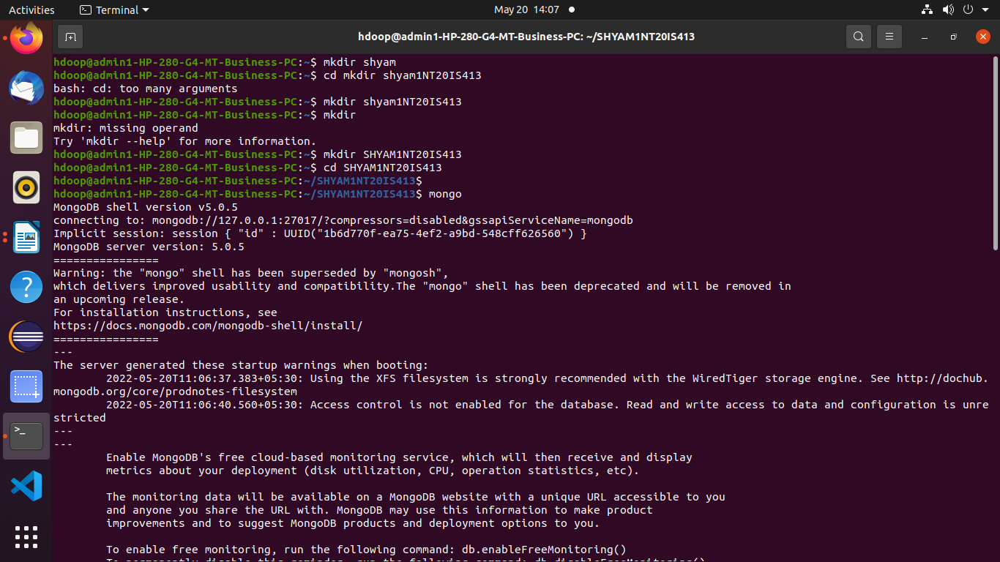 Activities
Terminal
May 20 14:07
hdoop@admin1-HP-280-G4-MT-Business-PC: ~/SHYAM1NT20IS413
hdoop@admin1-HP-280-G4-MT-Business-PC:~$ mkdir shyam
hdoop@admin1-HP-280-G4-MT-Business-PC:~$ cd mkdir shyam1NT20IS413
bash: cd: too many arguments
hdoop@admin1-HP-280-G4-MT-Business-PC:~$ mkdir shyam1NT20IS413
hdoop@admin1-HP-280-G4-MT-Business-PC:~$ mkdir
mkdir: missing operand
Try 'mkdir --help' for more information.
hdoop@admin1-HP-280-G4-MT-Business-PC:~$ mkdir SHYAM1NT20IS413
hdoop@admin1-HP-280-G4-MT-Business-PC:~$ cd SHYAM1NT20IS413
hdoop@admin1-HP-280-G4-MT-Business-PC:~/SHYAM1NT20IS413$
hdoop@admin1-HP-280-G4-MT-Business-PC:~/SHYAM1NT20IS413$ mongo
MongoDB shell version v5.0.5
connecting to: mongodb://127.0.0.1:27017/?compressors=disabled&gssapiServiceName=mongodb
Implicit session: session { "id" : UUID("1b6d770f-ea75-4ef2-a9bd-548cff626560") }
MongoDB server version: 5.0.5
================
Warning: the "mongo" shell has been superseded by "mongosh",
which delivers improved usability and compatibility.The "mongo" shell has been deprecated and will be removed in
an upcoming release.
For installation instructions, see
https://docs.mongodb.com/mongodb-shell/install/
================
---
The server generated these startup warnings when booting:
2022-05-20T11:06:37.383+05:30: Using the XFS filesystem is strongly recommended with the WiredTiger storage engine. See http://dochub.
mongodb.org/core/prodnotes-filesystem
2022-05-20T11:06:40.560+05:30: Access control is not enabled for the database. Read and write access to data and configuration is unre
stricted
---
---
Enable MongoDB's free cloud-based monitoring service, which will then receive and display
metrics about your deployment (disk utilization, CPU, operation statistics, etc).
The monitoring data will be available on a MongoDB website with a unique URL accessible to you
and anyone you share the URL with. MongoDB may use this information to make product
improvements and to suggest MongoDB products and deployment options to you.
To enable free monitoring, run the following command: db.enableFreeMonitoring()
To permanently disable this reminder, run the following command: db.disableFreeMonitoring()